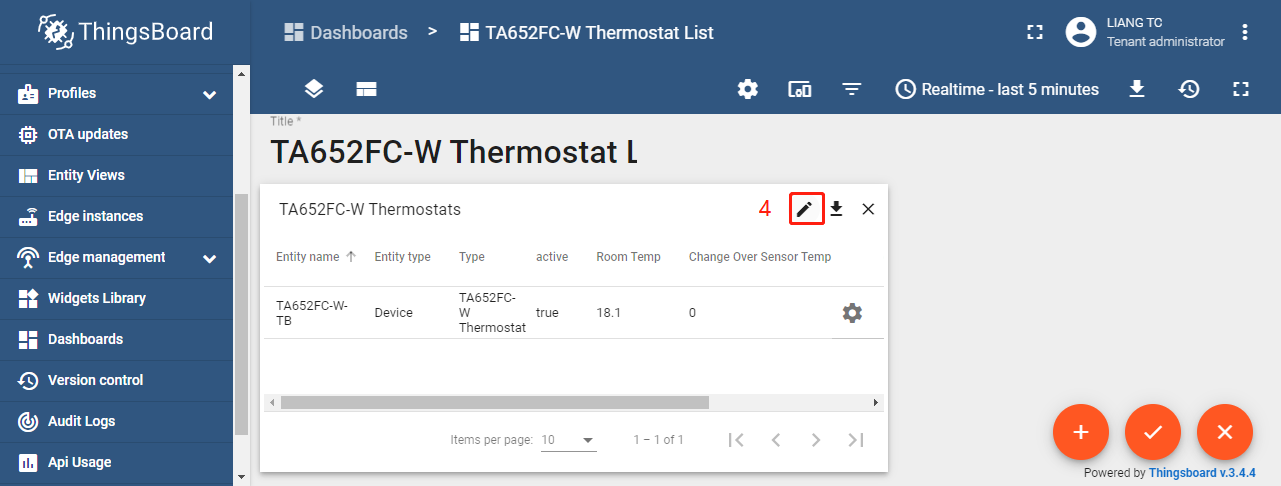 ThingsBoard
Dashboards > TA652FC-W Thermostat List
LIANG TC
Tenant administrator
Profiles
OTA updates
Entity Views
Edge instances
Edge management
Widgets Library
Dashboards
Version control
Audit Logs
Api Usage
Realtime - last 5 minutes
Title *
TA652FC-W Thermostat L
TA652FC-W Thermostats
4
Entity name Entity type Type active Room Temp Change Over Sensor Temp
TA652FC-W-
TB
Device
TA652FC-
W
Thermostat
true
18.1
0
Items per page: 10 1 – 1 of 1
Powered by Thingsboard v.3.4.4